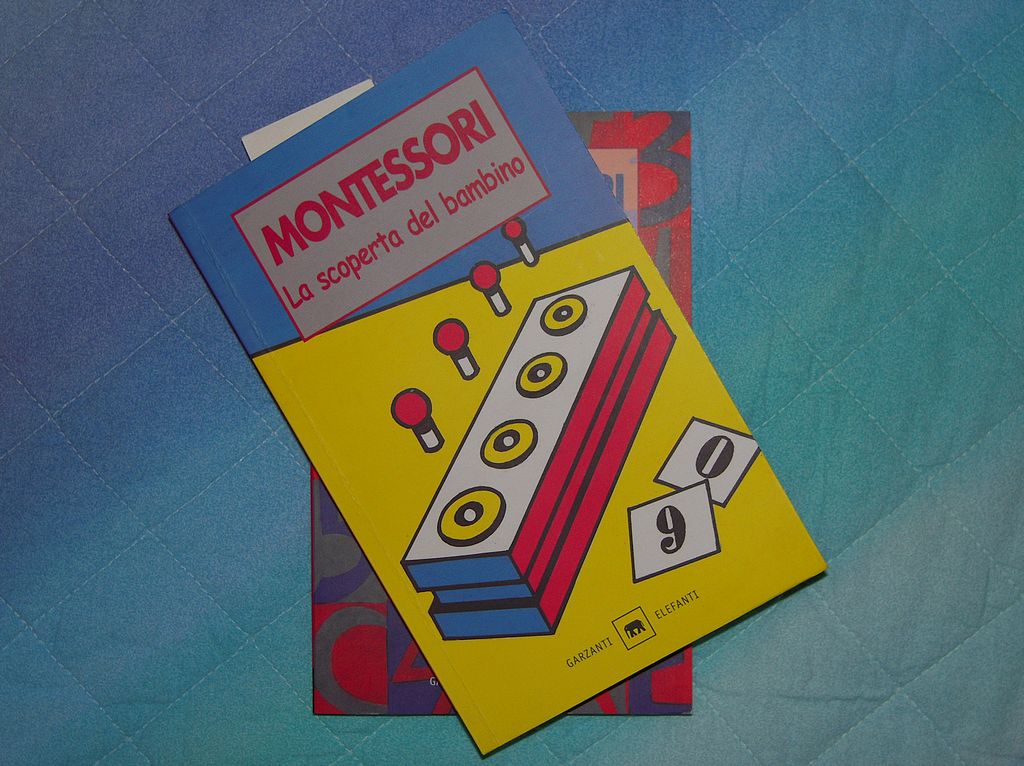 MONTESSORI
La scoperta del bambino
0
9
GARZANTI ELEFANTI